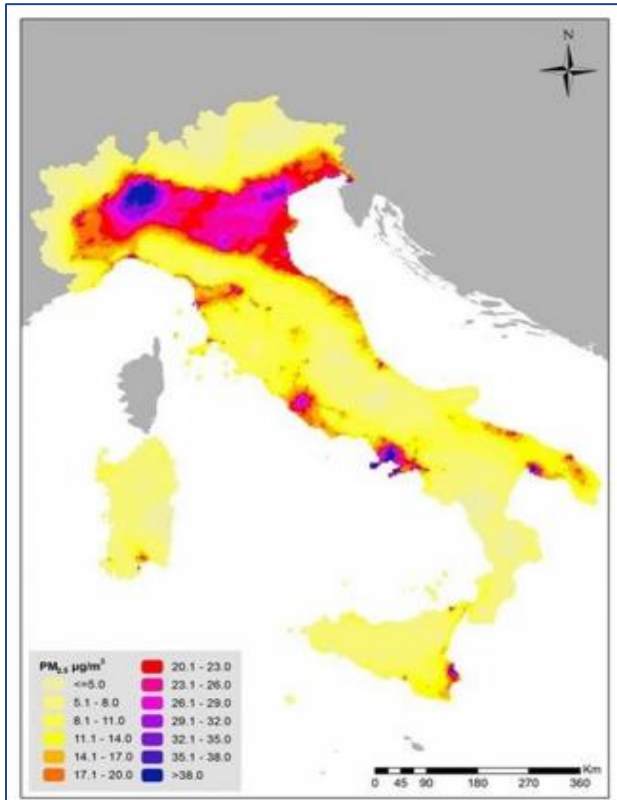 N
PM2.5 µg/m3
<=5.0
5.1 - 8.0
8.1 - 11.0
11.1 - 14.0
14.1 - 17.0
17.1 - 20.0
20.1 - 23.0
23.1 - 26.0
26.1 - 29.0
29.1 - 32.0
32.1 - 35.0
35.1 - 38.0
>38.0
Km
0 45 90 180 270 360